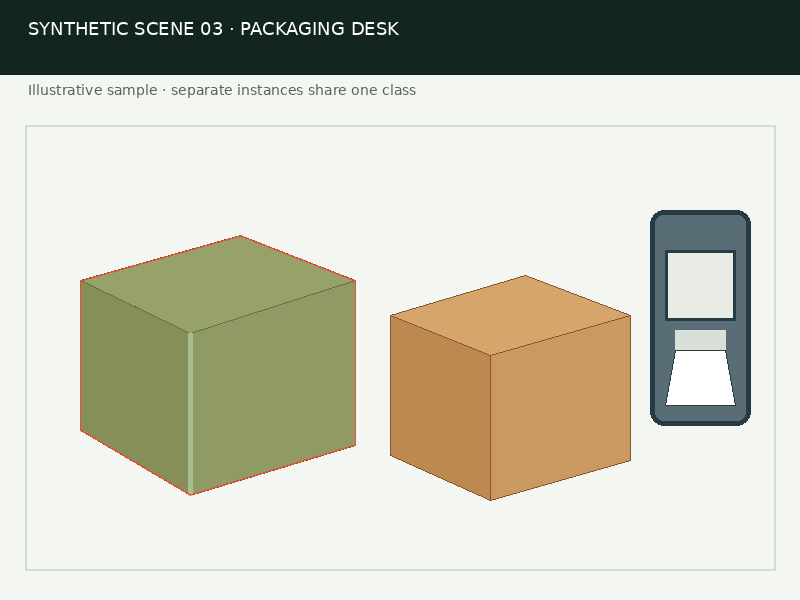 SYNTHETIC SCENE 03 · PACKAGING DESK
Illustrative sample · separate instances share one class